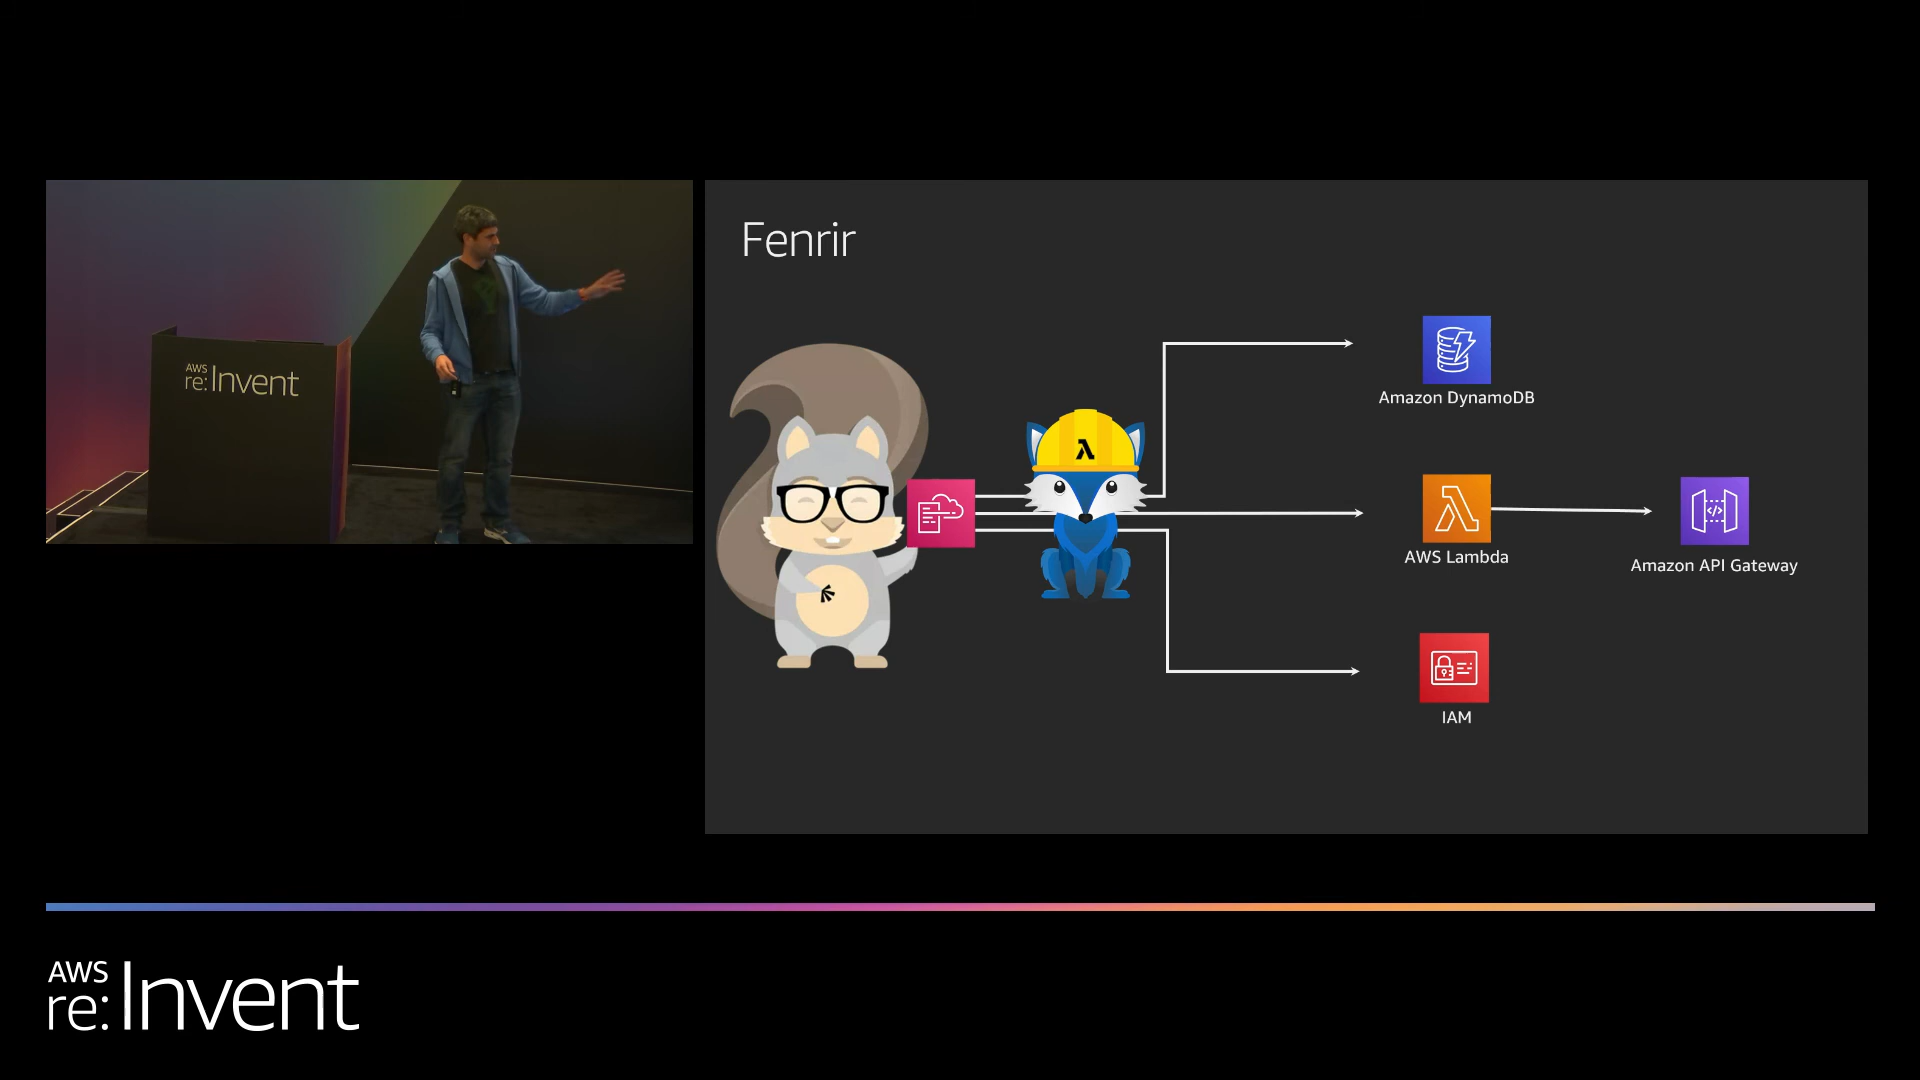 AWS
re:Invent
Fenrir
λ
Amazon DynamoDB
AWS Lambda
Amazon API Gateway
IAM
AWS
re:Invent